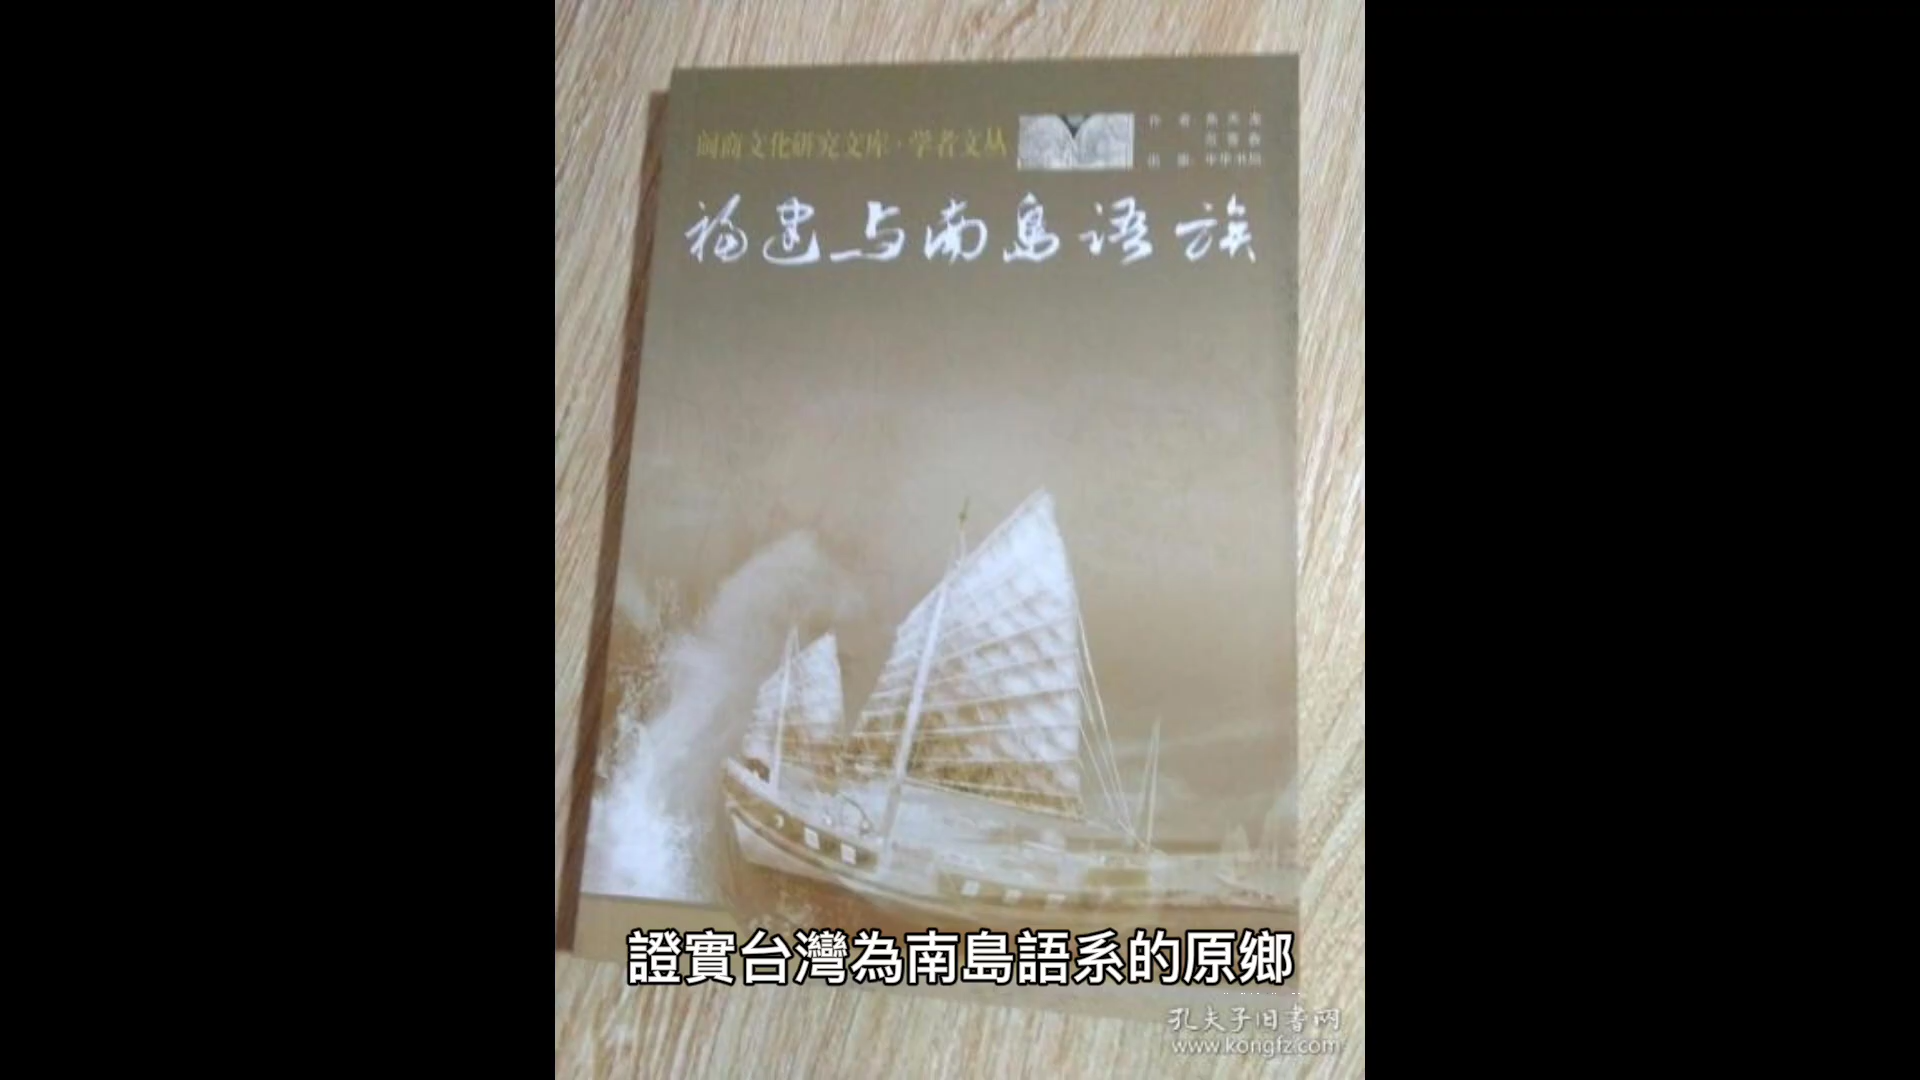 闽商文化研究文库·学者文丛
福建与南島语族
證實台灣為南島語系的原鄉
孔夫子旧书网
www.kongfz.com